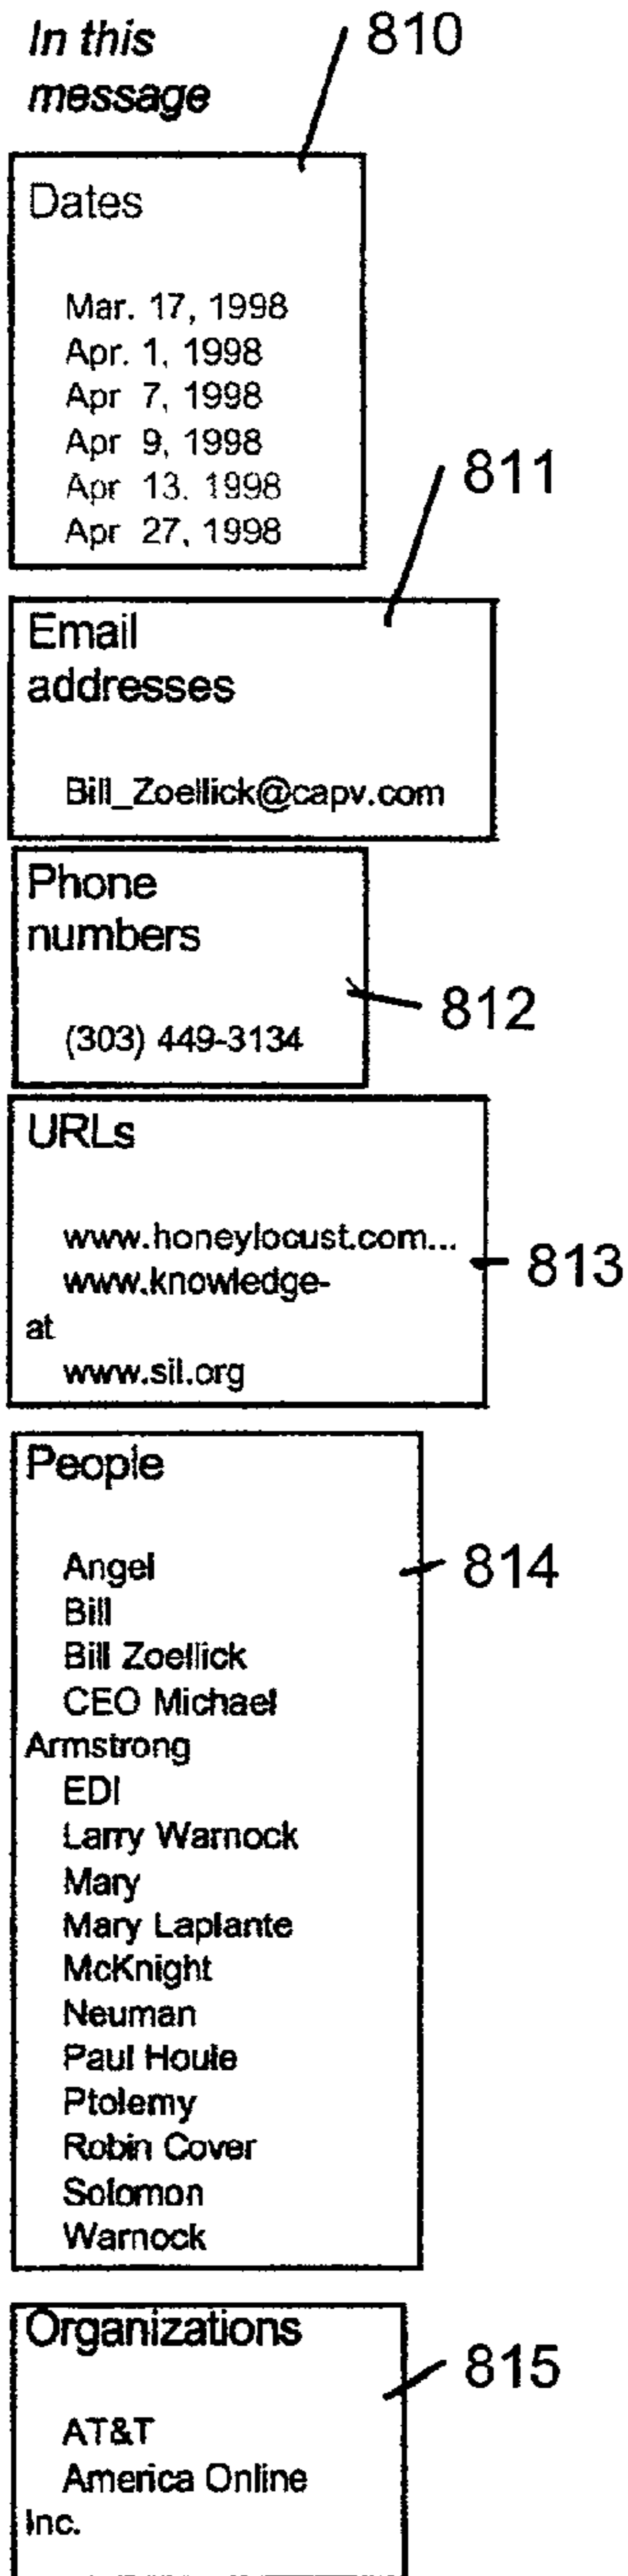 In this
message
810
Dates
Mar. 17, 1998
Apr. 1, 1998
Apr 7, 1998
Apr 9, 1998
Apr 13. 1998
Apr 27, 1998
811
Email
addresses
Bill_Zoellick@capv.com
Phone
numbers
812
(303) 449-3134
URLs
www.honeylocust.com...
813
www.knowledge-
at
www.sil.org
People
Angel
814
Bill
Bill Zoellick
CEO Michael
Armstrong
EDI
Larry Warnock
Mary
Mary Laplante
McKnight
Neuman
Paul Houle
Ptolemy
Robin Cover
Solomon
Warnock
Organizations
815
AT&T
America Online
Inc.